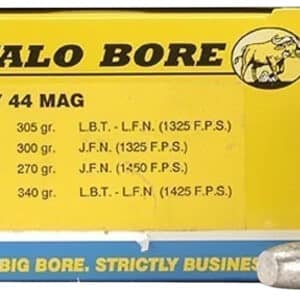 ALO BORE
44 MAG
305 gr. L.B.T. - L.F.N. (1325 F.P.S.)
300 gr. J.F.N. (1325 F.P.S.)
270 gr. J.F.N. (1450 F.P.S.)
340 gr. L.B.T. - L.F.N (1425 F.P.S.)
BIG BORE. STRICTLY BUSINES